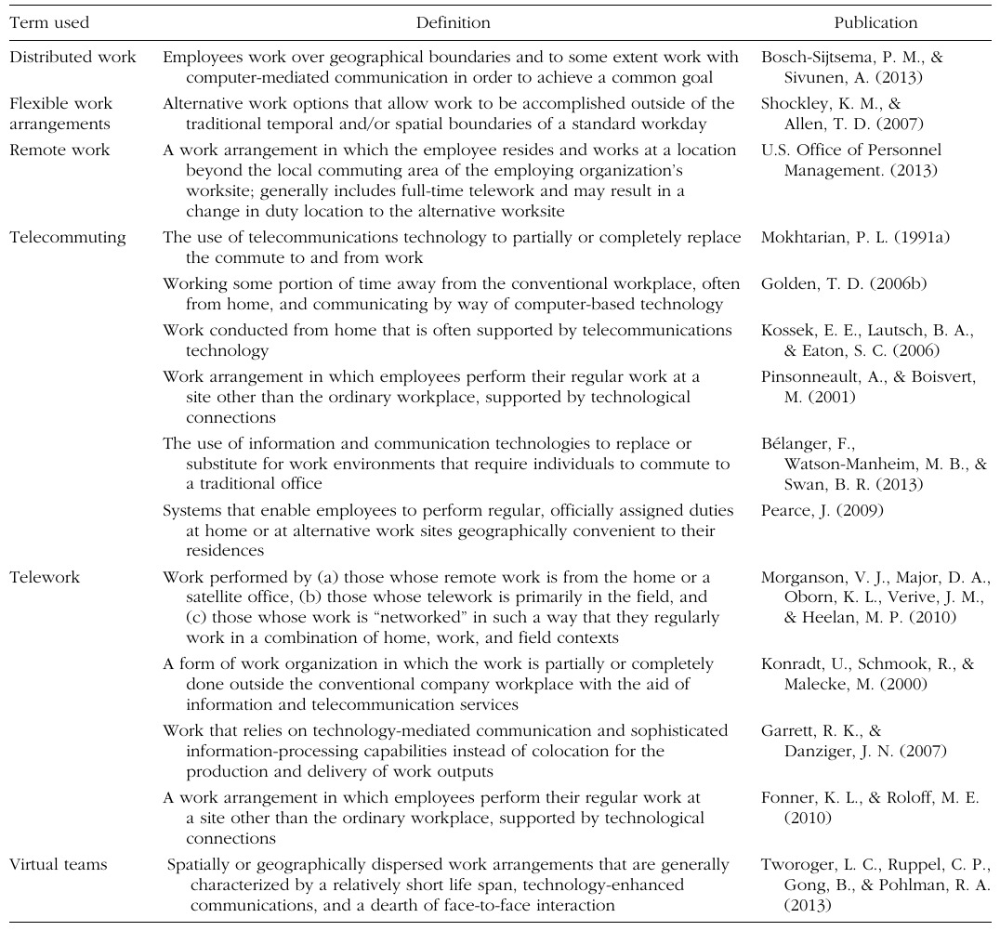 Term used Definition Publication
Distributed work Employees work over geographical boundaries and to some extent work with Bosch-Sijtsema, P. M., &
computer-mediated communication in order to achieve a common goal Sivunen, A. (2013)
Flexible work Alternative work options that allow work to be accomplished outside of the Shockley, K. M., &
arrangements traditional temporal and/or spatial boundaries of a standard workday Allen, T. D. (2007)
Remote work A work arrangement in which the employee resides and works at a location U.S. Office of Personnel
beyond the local commuting area of the employing organization’s Management. (2013)
worksite; generally includes full-time telework and may result in a
change in duty location to the alternative worksite
Telecommuting The use of telecommunications technology to partially or completely replace Mokhtarian, P. L. (1991a)
the commute to and from work
Working some portion of time away from the conventional workplace, often Golden, T. D. (2006b)
from home, and communicating by way of computer-based technology
Work conducted from home that is often supported by telecommunications Kossek, E. E., Lautsch, B. A.,
technology & Eaton, S. C. (2006)
Work arrangement in which employees perform their regular work at a Pinsonneault, A., & Boisvert,
site other than the ordinary workplace, supported by technological M. (2001)
connections
The use of information and communication technologies to replace or Bélanger, F.,
substitute for work environments that require individuals to commute to Watson-Manheim, M. B., &
a traditional office Swan, B. R. (2013)
Systems that enable employees to perform regular, officially assigned duties Pearce, J. (2009)
at home or at alternative work sites geographically convenient to their
residences
Telework Work performed by (a) those whose remote work is from the home or a Morganson, V. J., Major, D. A.,
satellite office, (b) those whose telework is primarily in the field, and Oborn, K. L., Verive, J. M.,
(c) those whose work is “networked” in such a way that they regularly & Heelan, M. P. (2010)
work in a combination of home, work, and field contexts
A form of work organization in which the work is partially or completely Konradt, U., Schmook, R., &
done outside the conventional company workplace with the aid of Malecke, M. (2000)
information and telecommunication services
Work that relies on technology-mediated communication and sophisticated Garrett, R. K., &
information-processing capabilities instead of colocation for the Danziger, J. N. (2007)
production and delivery of work outputs
A work arrangement in which employees perform their regular work at Fonner, K. L., & Roloff, M. E.
a site other than the ordinary workplace, supported by technological (2010)
connections
Virtual teams Spatially or geographically dispersed work arrangements that are generally Tworoger, L. C., Ruppel, C. P.,
characterized by a relatively short life span, technology-enhanced Gong, B., & Pohlman, R. A.
communications, and a dearth of face-to-face interaction (2013)